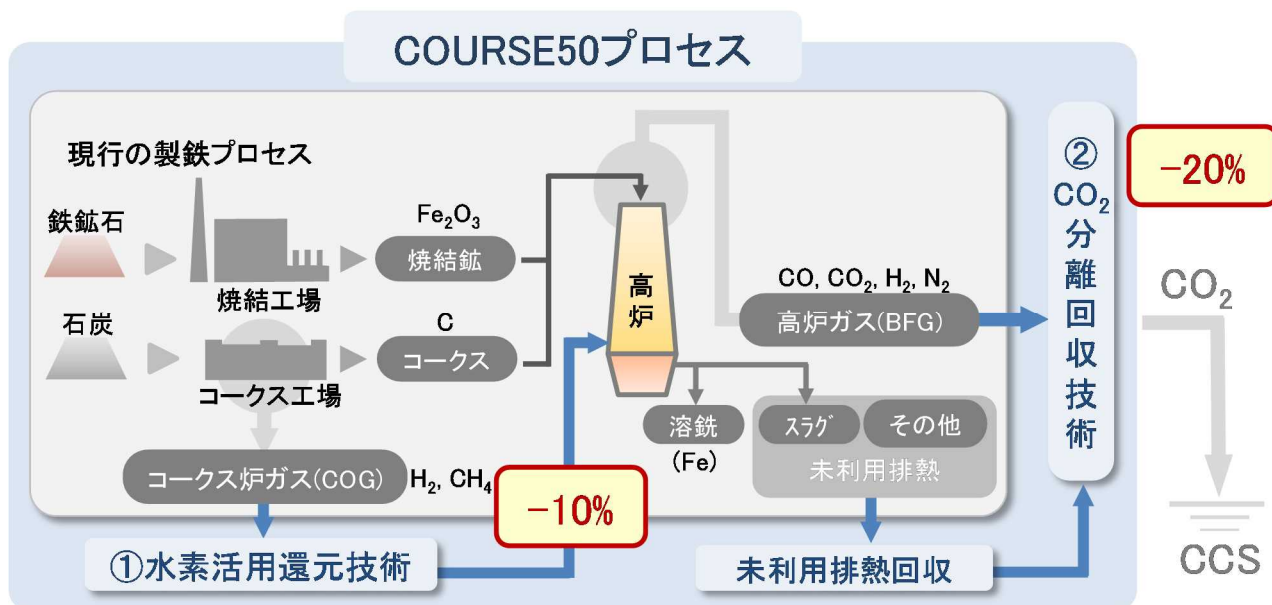 COURSE50プロセス
現行の製鉄プロセス
鉄鉱石
焼結工場
Fe₂O₃
焼結鉱
石炭
コークス工場
C
コークス
高炉
CO, CO₂, H₂, N₂
高炉ガス(BFG)
溶銑
(Fe)
スラグ
その他
未利用排熱
コークス炉ガス(COG)
H₂, CH₄
−10%
①水素活用還元技術
未利用排熱回収
②CO₂分離回収技術
−20%
CO₂
CCS